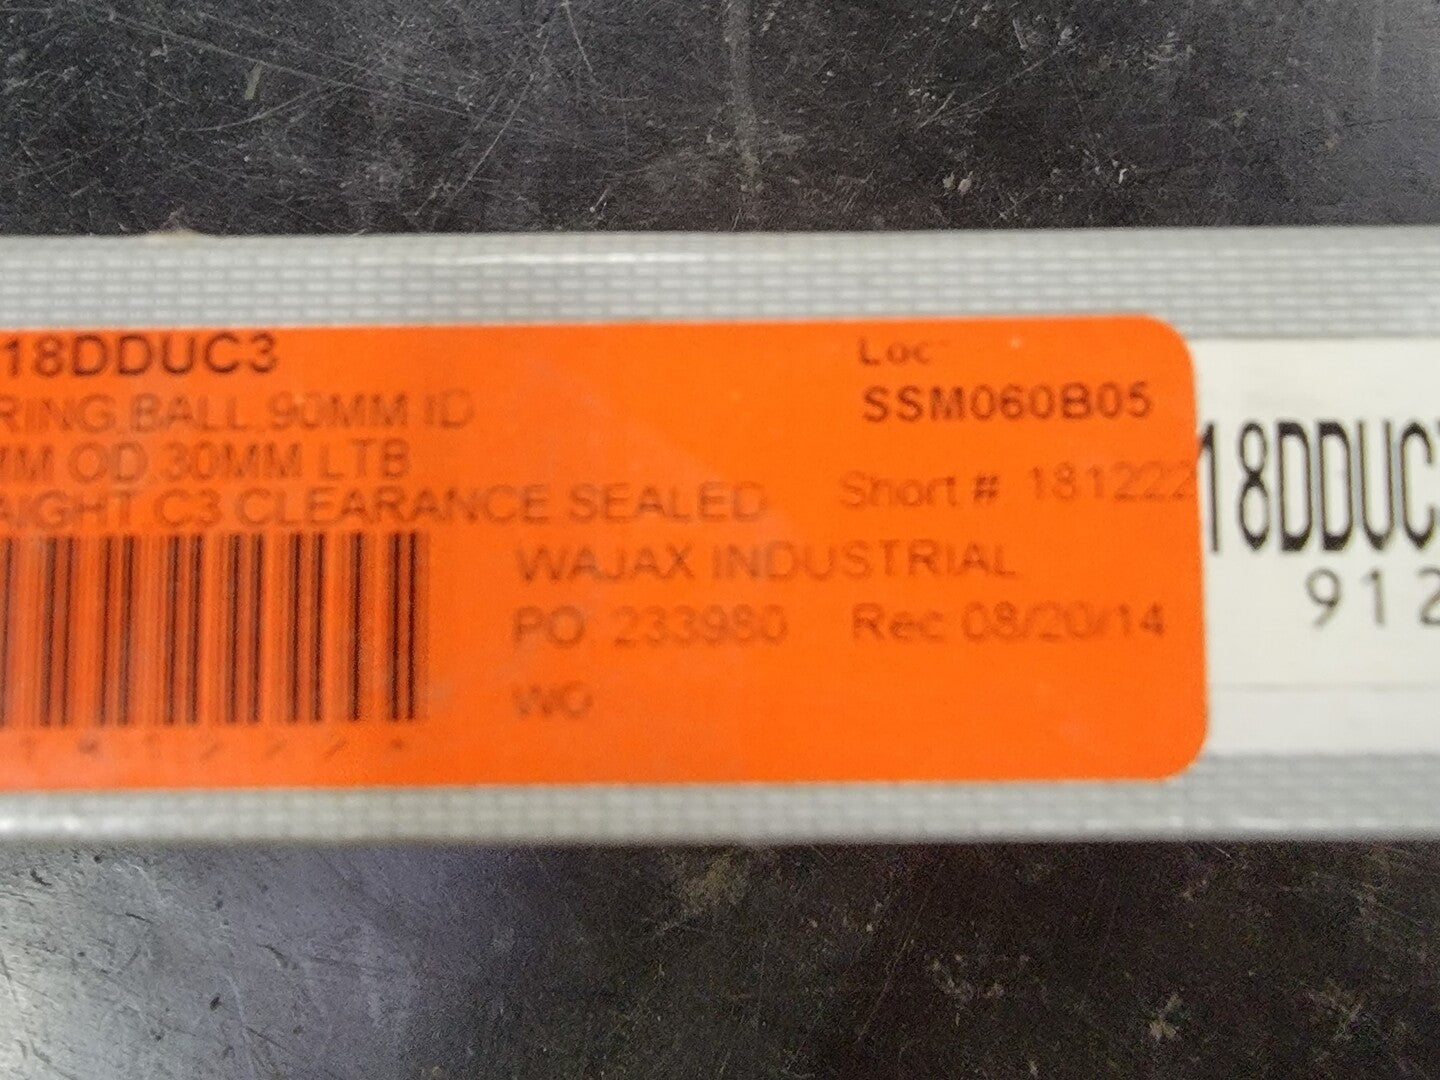 18DDUC3
RING,BALL,90MM ID
MM OD,30MM LTB
AIGHT C3 CLEARANCE SEALED
Loc
SSM060B05
Short # 181222
WAJAX INDUSTRIAL
PO 233980 Rec 08/20/14
WO
18DDUC
912